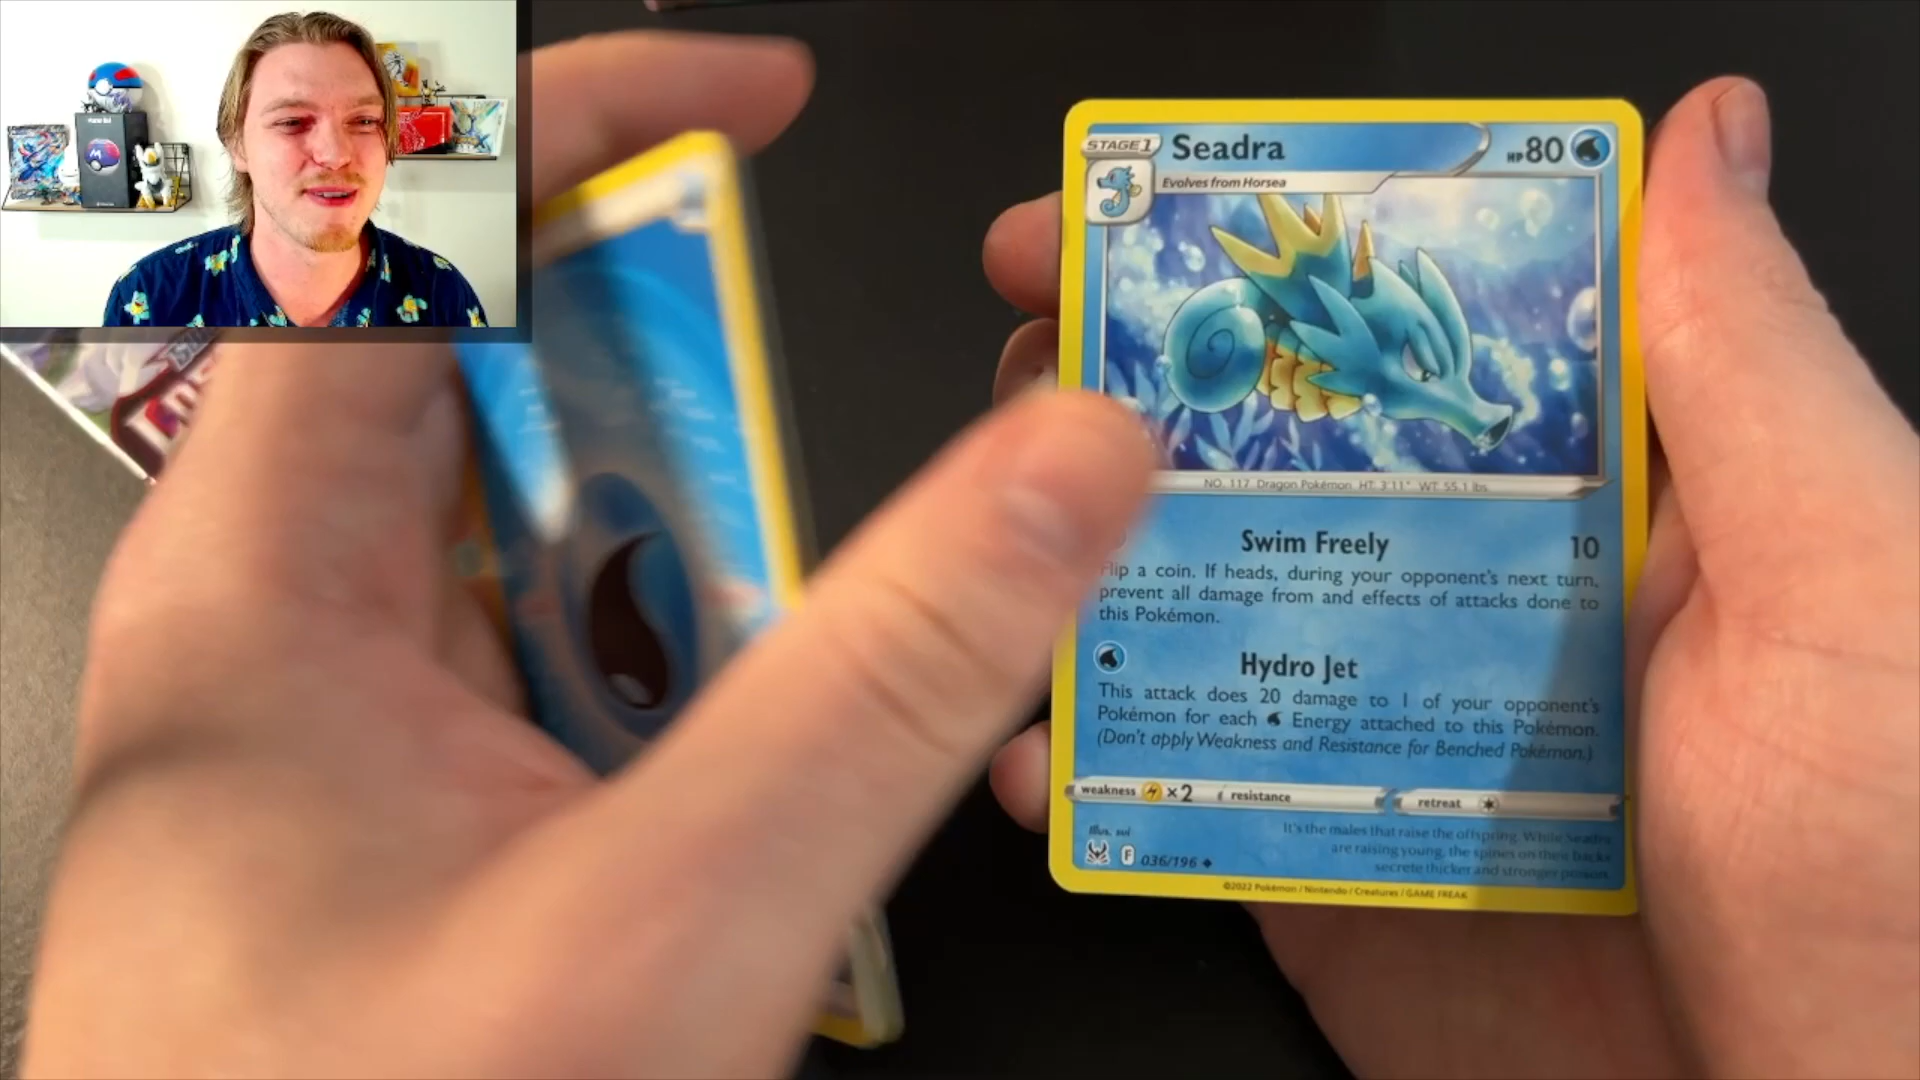 STAGE 1 Seadra HP 80
Evolves from Horsea
NO. 117 Dragon Pokémon HT: 3'11" WT: 55.1 lbs.
Swim Freely 10
Flip a coin. If heads, during your opponent's next turn,
prevent all damage from and effects of attacks done to
this Pokémon.
Hydro Jet
This attack does 20 damage to 1 of your opponent's
Pokémon for each Energy attached to this Pokémon.
(Don't apply Weakness and Resistance for Benched Pokémon.)
weakness ×2 resistance retreat
Illus. sui
F 036/196
It's the males that raise the offspring. While Seadra
are raising young, the spines on their backs
secrete thicker and stronger poison.
©2022 Pokémon / Nintendo / Creatures / GAME FREAK